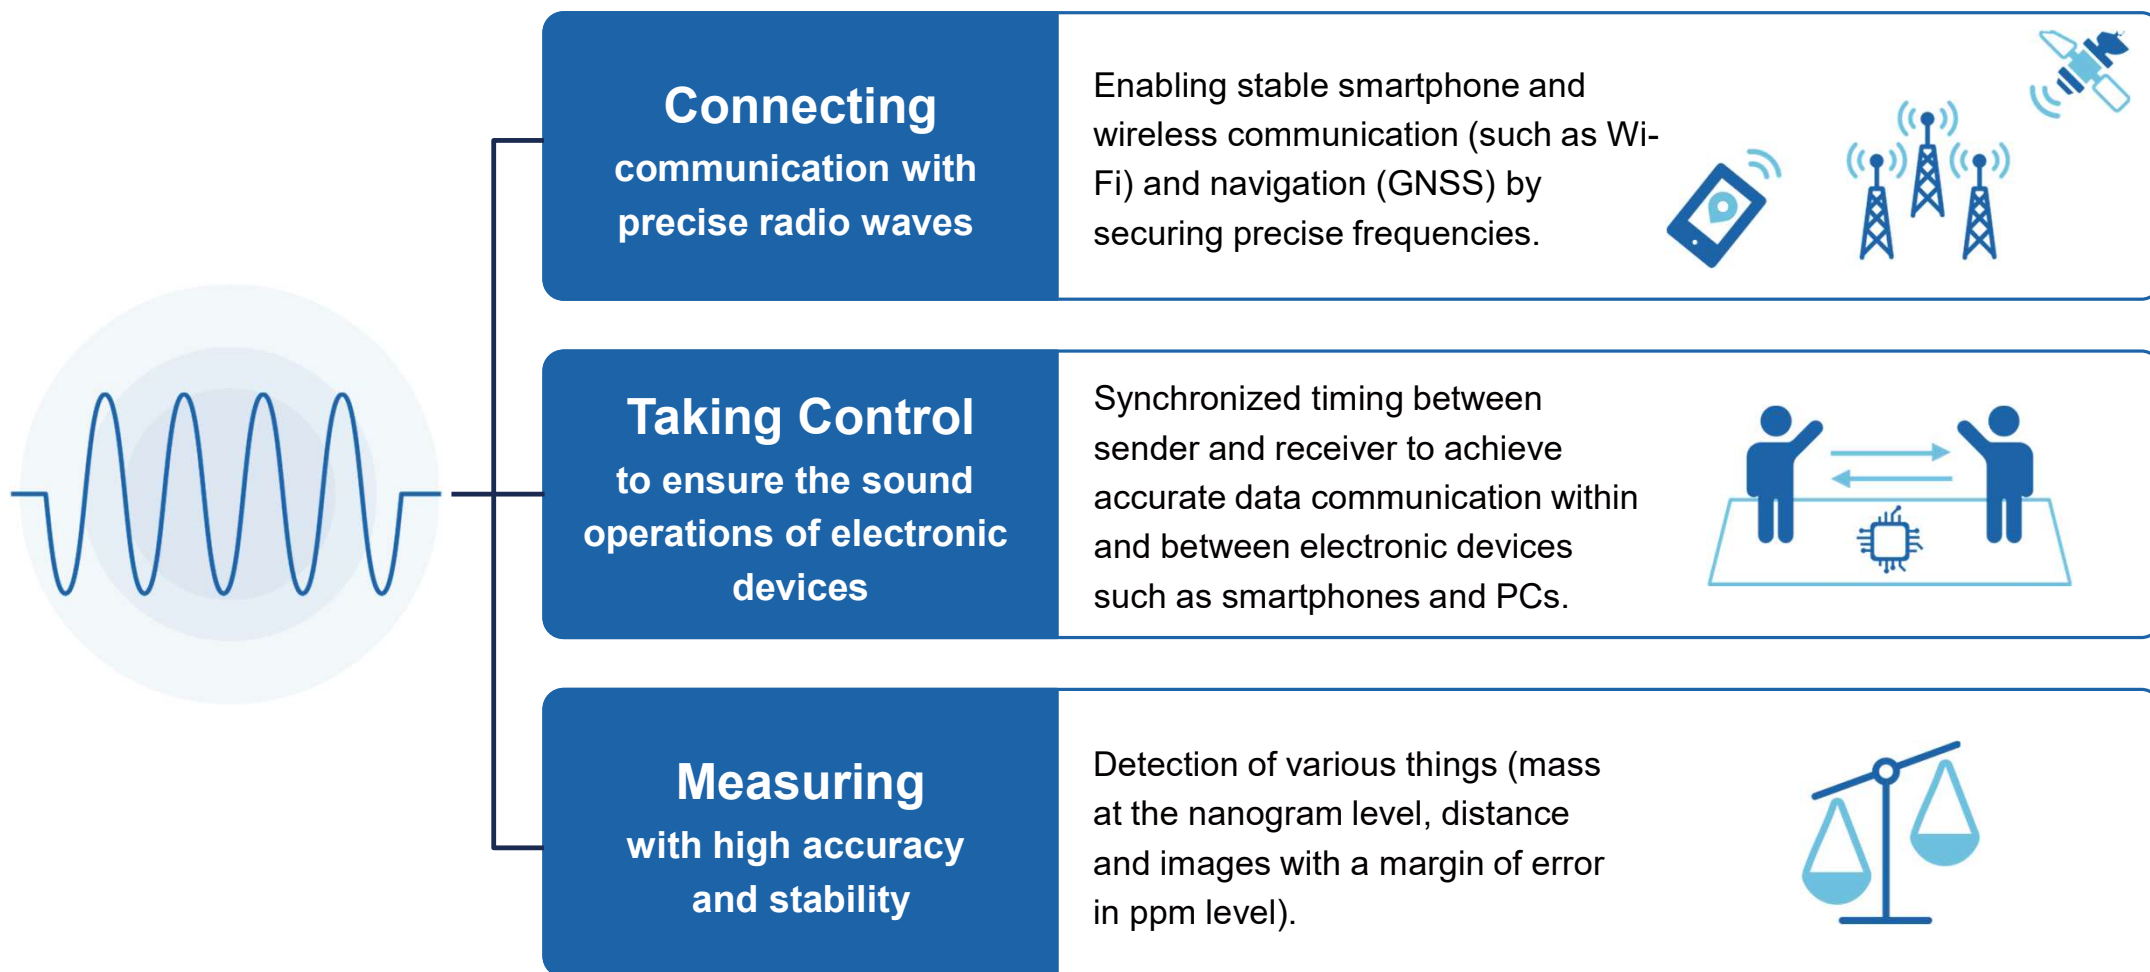 Connecting
communication with
precise radio waves
Enabling stable smartphone and
wireless communication (such as Wi-
Fi) and navigation (GNSS) by
securing precise frequencies.
Taking Control
to ensure the sound
operations of electronic
devices
Synchronized timing between
sender and receiver to achieve
accurate data communication within
and between electronic devices
such as smartphones and PCs.
Measuring
with high accuracy
and stability
Detection of various things (mass
at the nanogram level, distance
and images with a margin of error
in ppm level).